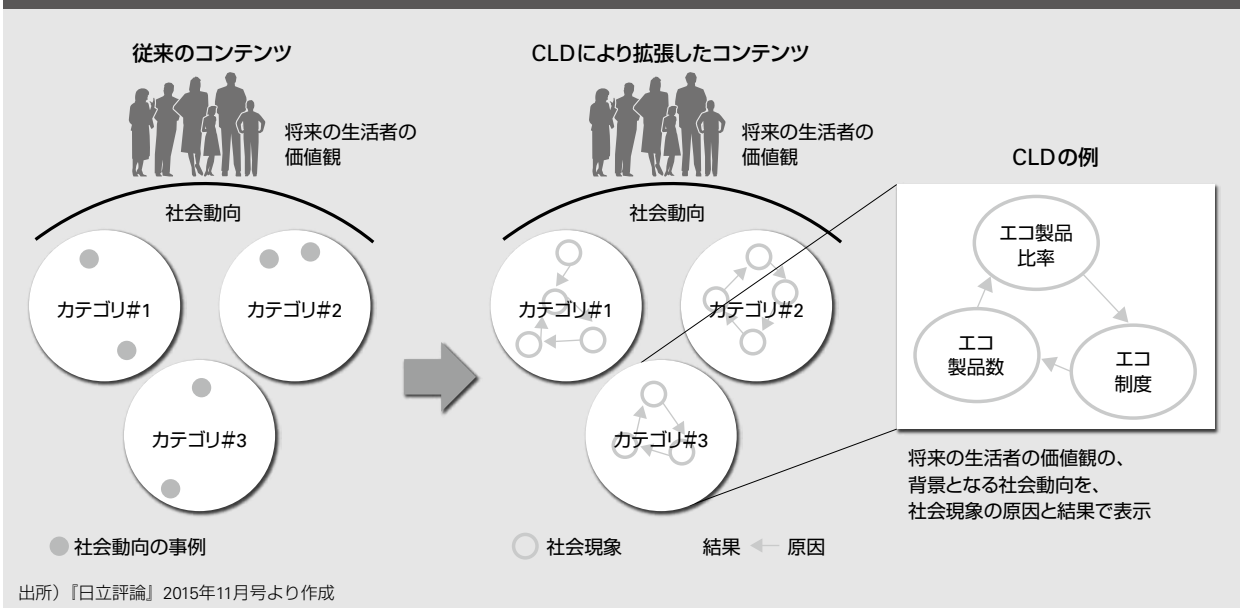 従来のコンテンツ
将来の生活者の
価値観
社会動向
カテゴリ#1
カテゴリ#2
カテゴリ#3
社会動向の事例
CLDにより拡張したコンテンツ
将来の生活者の
価値観
社会動向
カテゴリ#1
カテゴリ#2
カテゴリ#3
社会現象
結果
原因
CLDの例
エコ製品
比率
エコ
製品数
エコ
制度
将来の生活者の価値観の、
背景となる社会動向を、
社会現象の原因と結果で表示
出所）『日立評論』2015年11月号より作成